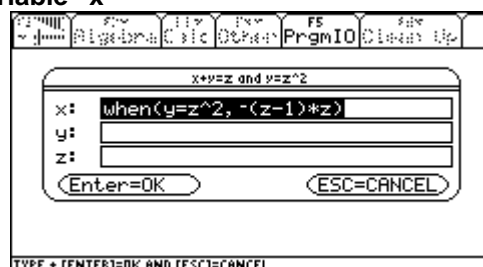 F5
Algebra Calc Other PrgmIO Clean Up
x+y=z and y=z^2
x: when(y=z^2, -(z-1)*z)
y:
z:
Enter=OK ESC=CANCEL
TYPE + [ENTER]=OK AND [ESC]=CANCEL